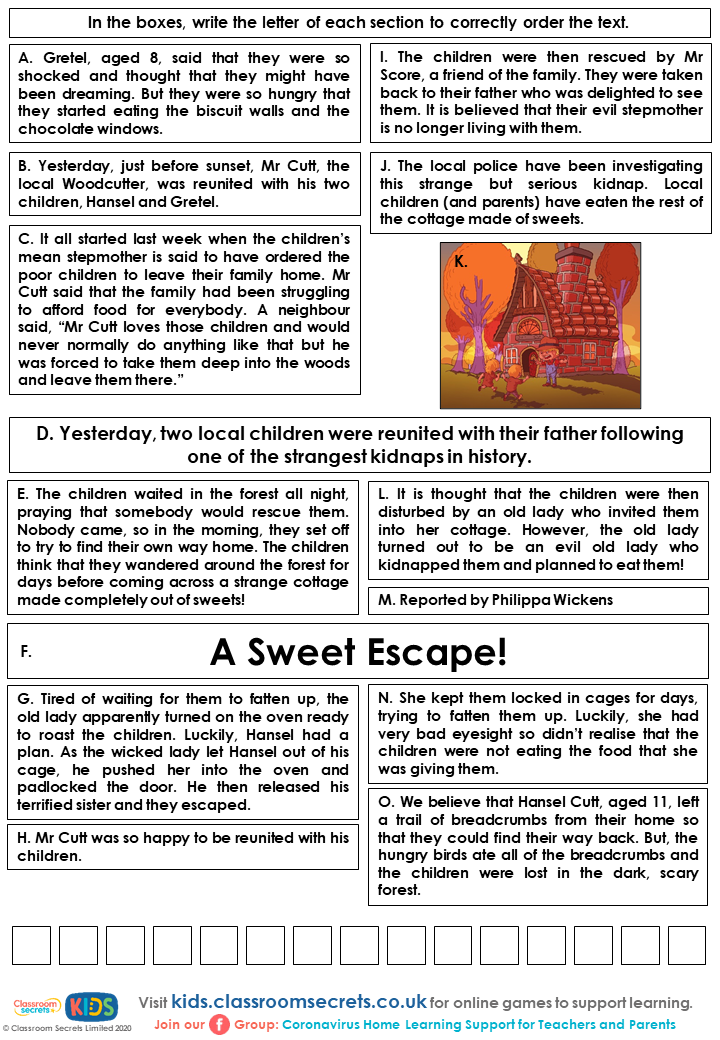 In the boxes, write the letter of each section to correctly order the text.
A. Gretel, aged 8, said that they were so
shocked and thought that they might have
been dreaming. But they were so hungry that
they started eating the biscuit walls and the
chocolate windows.
B. Yesterday, just before sunset, Mr Cutt, the
local Woodcutter, was reunited with his two
children, Hansel and Gretel.
C. It all started last week when the children's
mean stepmother is said to have ordered the
poor children to leave their family home. Mr
Cutt said that the family had been struggling
to afford food for everybody. A neighbour
said, “Mr Cutt loves those children and would
never normally do anything like that but he
was forced to take them deep into the woods
and leave them there.”
I. The children were then rescued by Mr
Score, a friend of the family. They were taken
back to their father who was delighted to see
them. It is believed that their evil stepmother
is no longer living with them.
J. The local police have been investigating
this strange but serious kidnap. Local
children (and parents) have eaten the rest of
the cottage made of sweets.
K.
D. Yesterday, two local children were reunited with their father following
one of the strangest kidnaps in history.
E. The children waited in the forest all night,
praying that somebody would rescue them.
Nobody came, so in the morning, they set off
to try to find their own way home. The children
think that they wandered around the forest for
days before coming across a strange cottage
made completely out of sweets!
L. It is thought that the children were then
disturbed by an old lady who invited them
into her cottage. However, the old lady
turned out to be an evil old lady who
kidnapped them and planned to eat them!
M. Reported by Philippa Wickens
F. A Sweet Escape!
G. Tired of waiting for them to fatten up, the
old lady apparently turned on the oven ready
to roast the children. Luckily, Hansel had a
plan. As the wicked lady let Hansel out of his
cage, he pushed her into the oven and
padlocked the door. He then released his
terrified sister and they escaped.
H. Mr Cutt was so happy to be reunited with his
children.
N. She kept them locked in cages for days,
trying to fatten them up. Luckily, she had
very bad eyesight so didn't realise that the
children were not eating the food that she
was giving them.
O. We believe that Hansel Cutt, aged 11, left
a trail of breadcrumbs from their home so
that they could find their way back. But, the
hungry birds ate all of the breadcrumbs and
the children were lost in the dark, scary
forest.
Classroom
Secrets
KIDS
© Classroom Secrets Limited 2020
Visit kids.classroomsecrets.co.uk for online games to support learning.
Join our f Group: Coronavirus Home Learning Support for Teachers and Parents